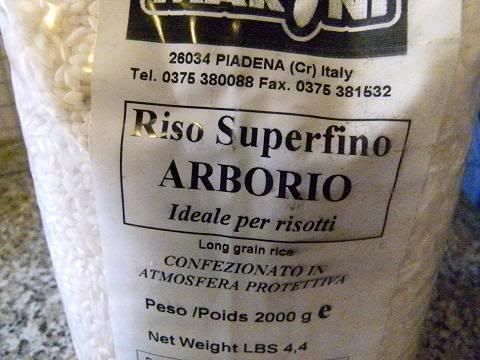 26034 PIADENA (Cr) Italy
Tel. 0375 380088 Fax. 0375 381532
Riso Superfino
ARBORIO
Ideale per risotti
Long grain rice
CONFEZIONATO IN
ATMOSFERA PROTETTIVA
Peso /Poids 2000 g e
Net Weight LBS 4,4